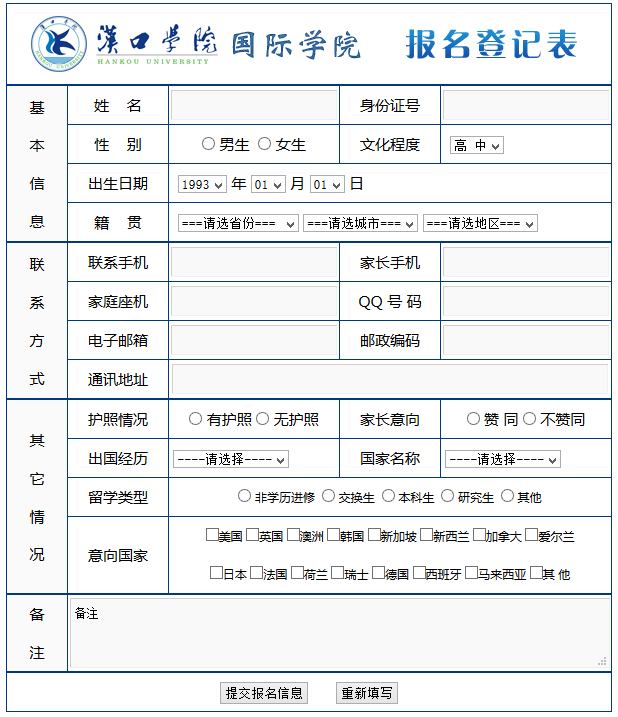 漢口学院 国际学院 报名登记表
HANKOU UNIVERSITY
基本信息
姓 名 身份证号
性 别 男生 女生 文化程度 高 中
出生日期 1993 年 01 月 01 日
籍 贯 ===请选省份=== ===请选城市=== ===请选地区===
联系方式
联系手机 家长手机
家庭座机 QQ 号 码
电子邮箱 邮政编码
通讯地址
其它情况
护照情况 有护照 无护照 家长意向 赞 同 不赞同
出国经历 ----请选择---- 国家名称 ----请选择----
留学类型 非学历进修 交换生 本科生 研究生 其他
意向国家 美国 英国 澳洲 韩国 新加坡 新西兰 加拿大 爱尔兰
日本 法国 荷兰 瑞士 德国 西班牙 马来西亚 其 他
备注
备注
提交报名信息 重新填写